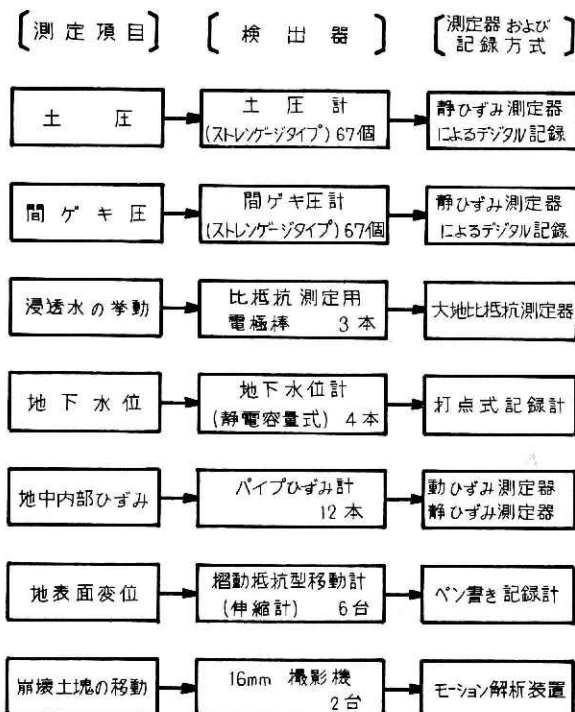 〔測定項目〕 〔検出器〕 〔測定器および
記録方式〕
土圧
土圧計
(ストレンゲージタイプ)67個
静ひずみ測定器
によるデジタル記録
間ゲキ圧
間ゲキ圧計
(ストレンゲージタイプ)67個
静ひずみ測定器
によるデジタル記録
浸透水の挙動
比抵抗測定用
電極棒 3本
大地比抵抗測定器
地下水位
地下水位計
(静電容量式) 4本
打点式記録計
地中内部ひずみ
パイプひずみ計
12本
動ひずみ測定器
静ひずみ測定器
地表面変位
摺動抵抗型移動計
(伸縮計) 6台
ペン書き記録計
崩壊土塊の移動
16mm 撮影機
2台
モーション解析装置